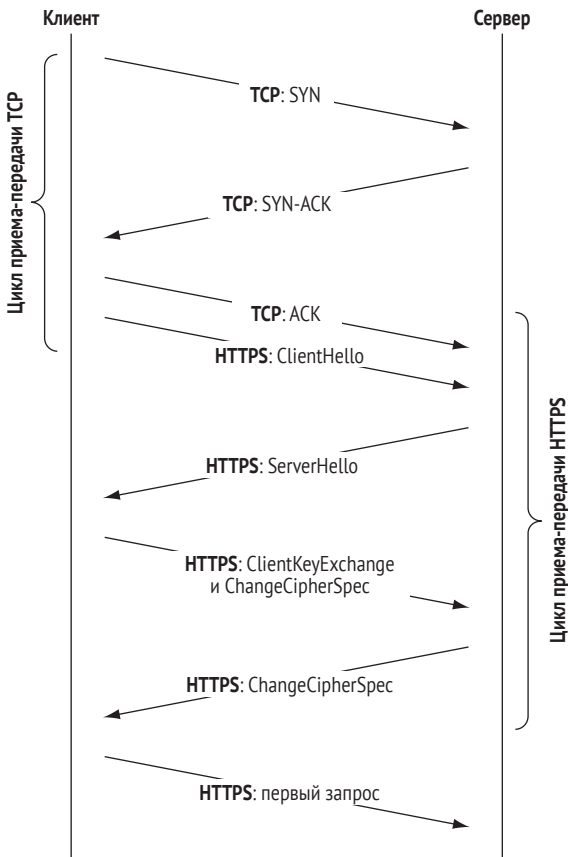 Клиент
Сервер
Цикл приема-передачи TCP
TCP: SYN
TCP: SYN-ACK
TCP: ACK
HTTPS: ClientHello
HTTPS: ServerHello
HTTPS: ClientKeyExchange
и ChangeCipherSpec
HTTPS: ChangeCipherSpec
HTTPS: первый запрос
Цикл приема-передачи HTTPS